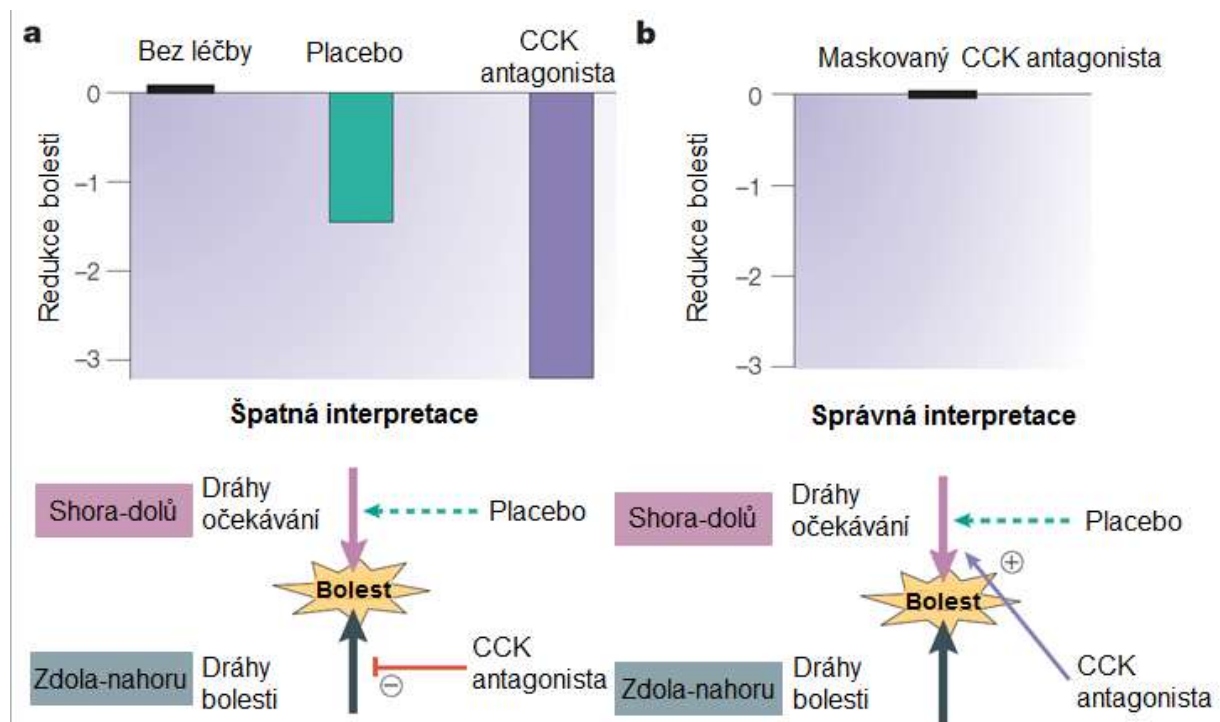 a
Bez léčby
Placebo
CCK
antagonista
0
–1
–2
–3
Redukce bolesti
Špatná interpretace
Shora-dolů
Dráhy
očekávání
Placebo
Bolest
Zdola-nahoru
Dráhy
bolesti
–
CCK
antagonista
b
Maskovaný CCK antagonista
0
–1
–2
–3
Redukce bolesti
Správná interpretace
Shora-dolů
Dráhy
očekávání
Placebo
+
Bolest
Zdola-nahoru
Dráhy
bolesti
CCK
antagonista